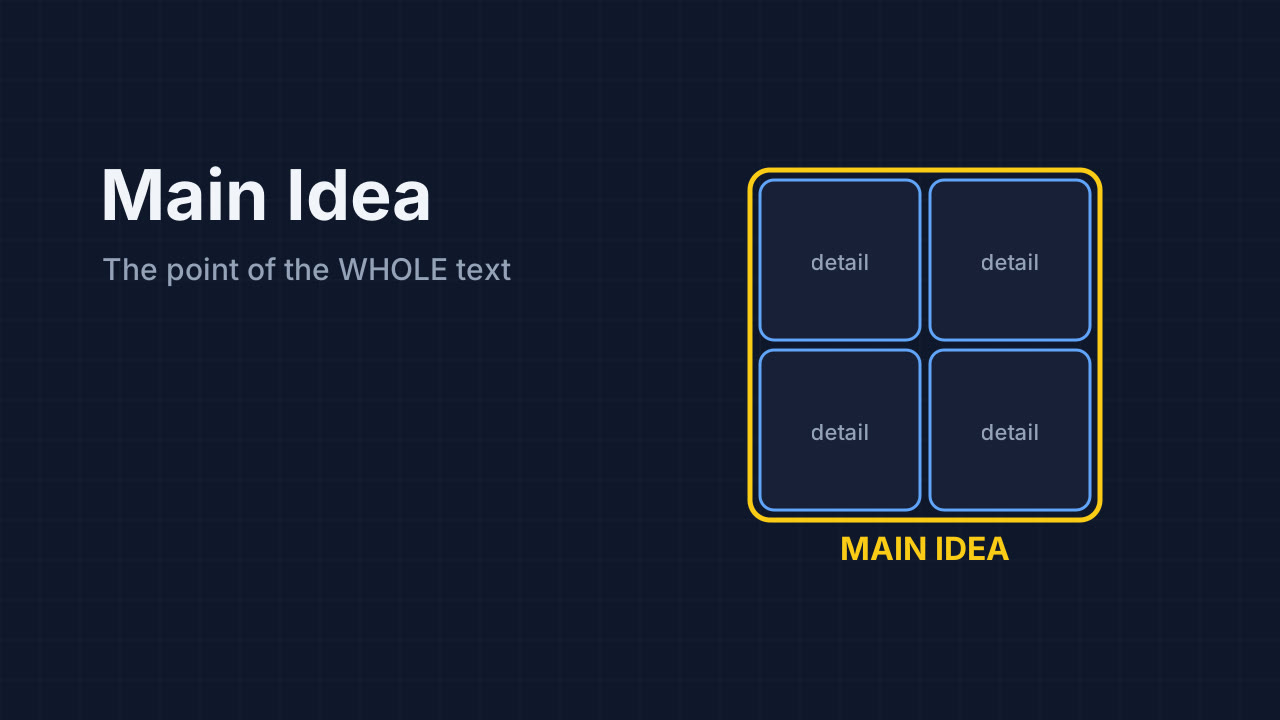 Main Idea
The point of the WHOLE text
detail detail
detail detail
MAIN IDEA